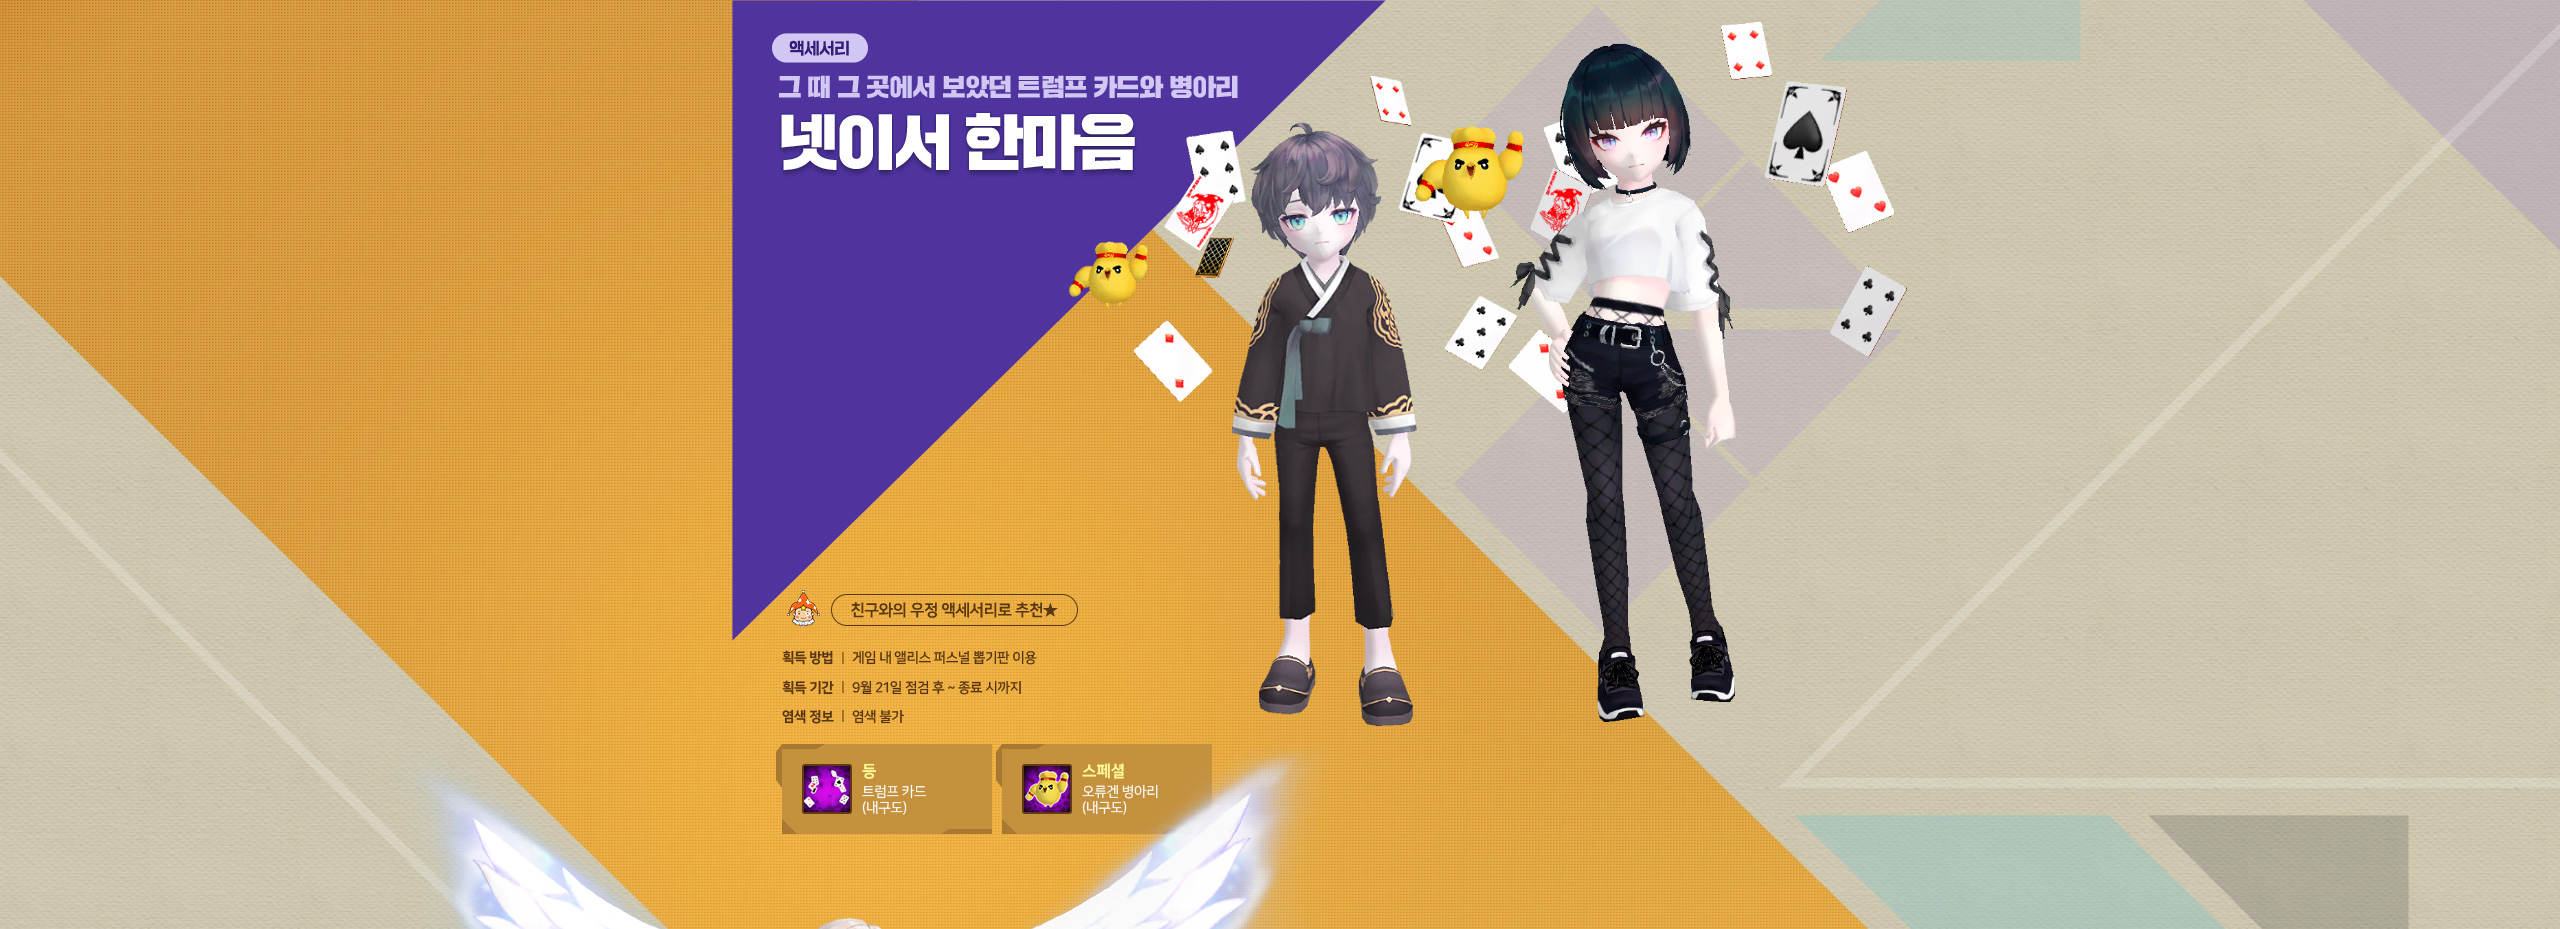 액세서리
그 때 그 곳에서 보았던 트럼프 카드와 병아리
넷이서 한마음
친구와의 우정 액세서리로 추천★
획득 방법 | 게임 내 앨리스 퍼스널 뽑기판 이용
획득 기간 | 9월 21일 점검 후 ~ 종료 시까지
염색 정보 | 염색 불가
등
트럼프 카드
(내구도)
스페셜
오류겐 병아리
(내구도)